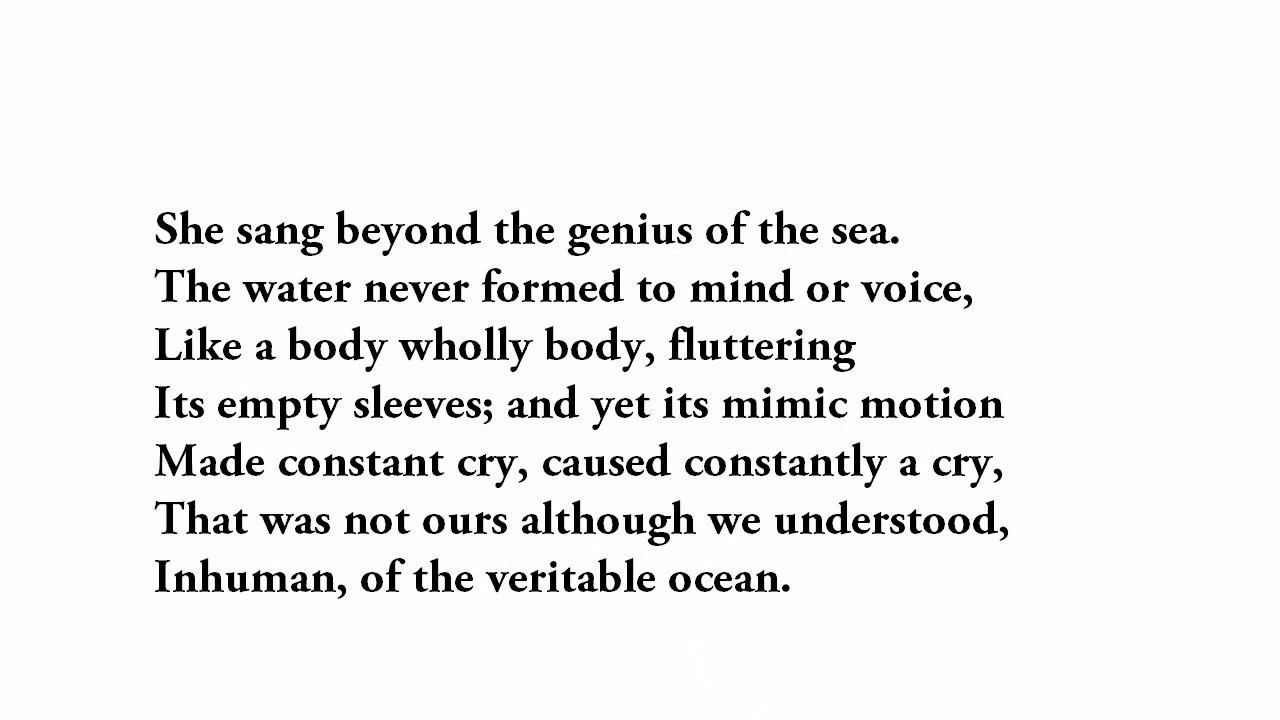 She sang beyond the genius of the sea.
The water never formed to mind or voice,
Like a body wholly body, fluttering
Its empty sleeves; and yet its mimic motion
Made constant cry, caused constantly a cry,
That was not ours although we understood,
Inhuman, of the veritable ocean.